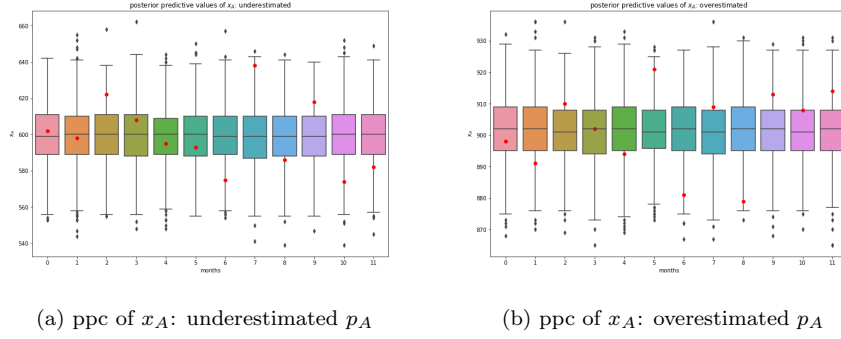 posterior predictive values of x_A: underestimated
660
640
620
600
580
560
540
x_A
0 1 2 3 4 5 6 7 8 9 10 11
months
(a) ppc of x_A: underestimated p_A
posterior predictive values of x_A: overestimated
930
920
910
900
890
880
870
x_A
0 1 2 3 4 5 6 7 8 9 10 11
months
(b) ppc of x_A: overestimated p_A